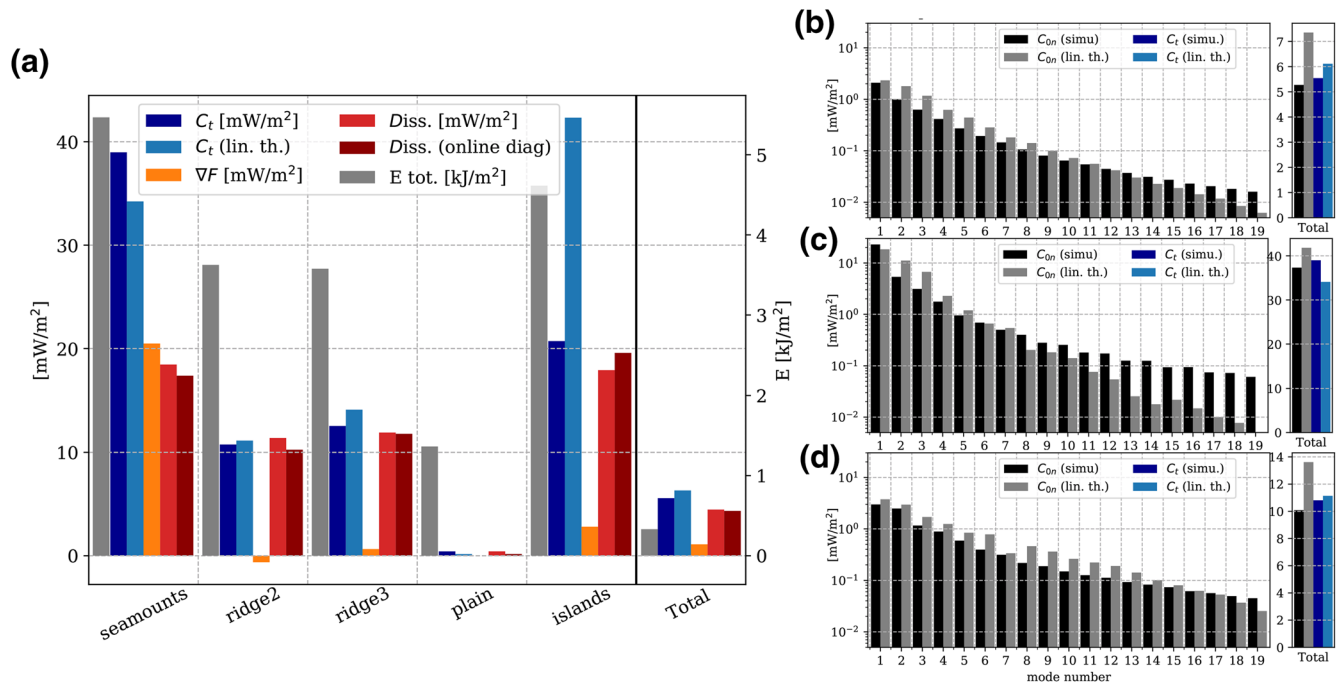 (a)
[mW/m²]
40
30
20
10
0
C_t [mW/m²]
C_t (lin. th.)
∇F [mW/m²]
Diss. [mW/m²]
Diss. (online diag)
E tot. [kJ/m²]
E [kJ/m²]
5
4
3
2
1
0
seamounts ridge2 ridge3 plain islands Total
(b)
[mW/m²]
10¹
10⁰
10⁻¹
10⁻²
C₀ₙ (simu)
C₀ₙ (lin. th.)
C_t (simu.)
C_t (lin. th.)
1 2 3 4 5 6 7 8 9 10 11 12 13 14 15 16 17 18 19
7
6
5
4
3
2
1
0
Total
(c)
[mW/m²]
10¹
10⁰
10⁻¹
10⁻²
C₀ₙ (simu)
C₀ₙ (lin. th.)
C_t (simu.)
C_t (lin. th.)
1 2 3 4 5 6 7 8 9 10 11 12 13 14 15 16 17 18 19
40
30
20
10
0
Total
(d)
[mW/m²]
10¹
10⁰
10⁻¹
10⁻²
C₀ₙ (simu)
C₀ₙ (lin. th.)
C_t (simu.)
C_t (lin. th.)
1 2 3 4 5 6 7 8 9 10 11 12 13 14 15 16 17 18 19
mode number
14
12
10
8
6
4
2
0
Total